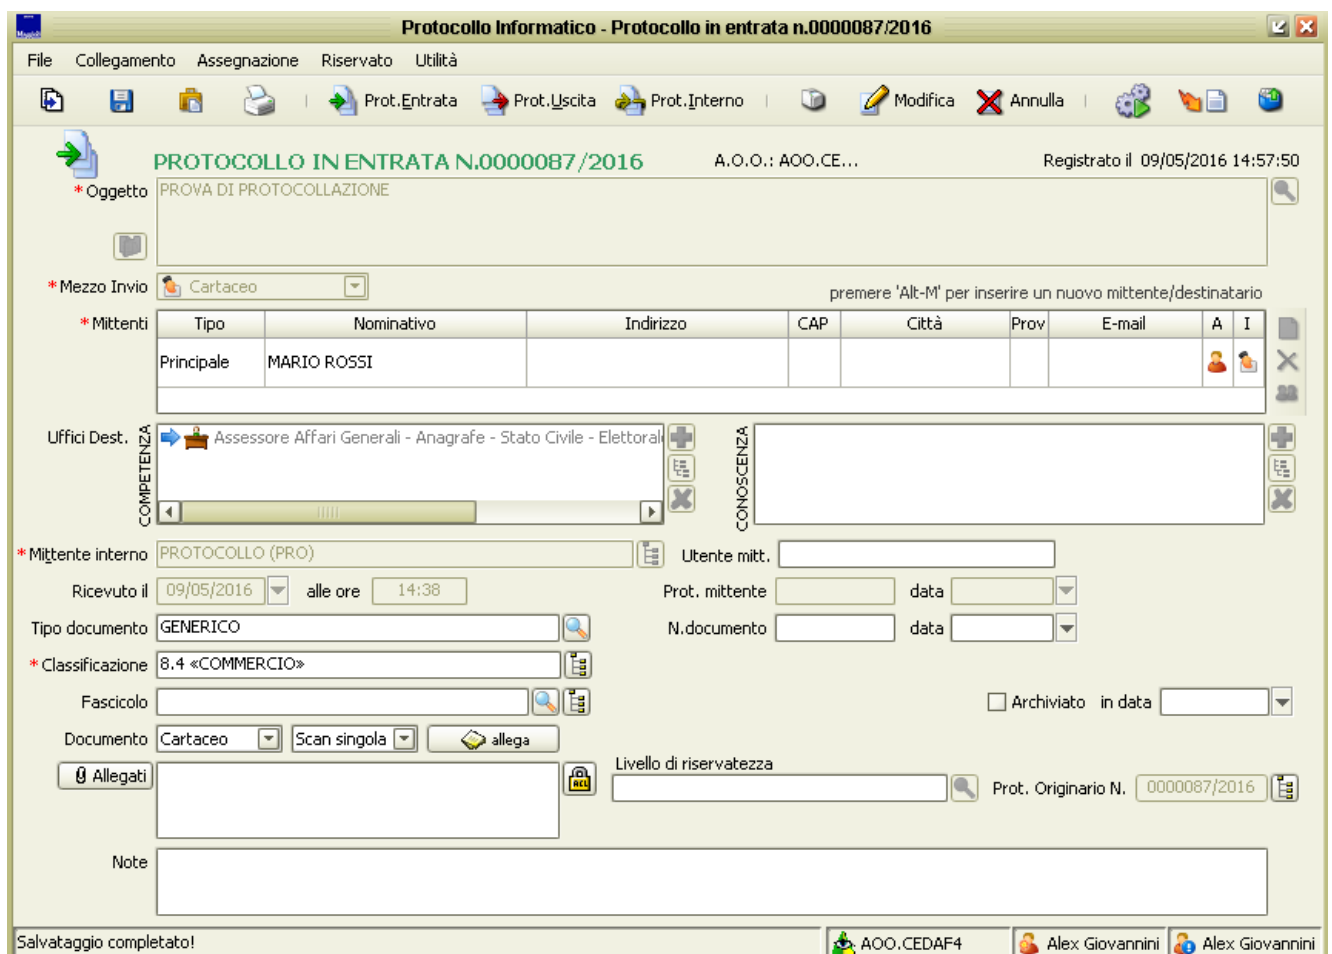 Protocollo Informatico - Protocollo in entrata n.0000087/2016
File Collegamento Assegnazione Riservato Utilità
Prot.Entrata Prot.Uscita Prot.Interno Modifica Annulla
PROTOCOLLO IN ENTRATA N.0000087/2016 A.O.O.: AOO.CE... Registrato il 09/05/2016 14:57:50
* Oggetto PROVA DI PROTOCOLLAZIONE
* Mezzo Invio Cartaceo
premere 'Alt-M' per inserire un nuovo mittente/destinatario
* Mittenti Tipo Nominativo Indirizzo CAP Città Prov E-mail A I
Principale MARIO ROSSI
Uffici Dest. COMPETENZA Assessore Affari Generali - Anagrafe - Stato Civile - Elettorale CONOSCENZA
* Mittente interno PROTOCOLLO (PRO) Utente mitt.
Ricevuto il 09/05/2016 alle ore 14:38 Prot. mittente data
Tipo documento GENERICO N.documento data
* Classificazione 8.4 «COMMERCIO»
Fascicolo Archiviato in data
Documento Cartaceo Scan singola allega
Allegati ACL Livello di riservatezza Prot. Originario N. 0000087/2016
Note
Salvataggio completato! AOO.CEDAF4 Alex Giovannini Alex Giovannini